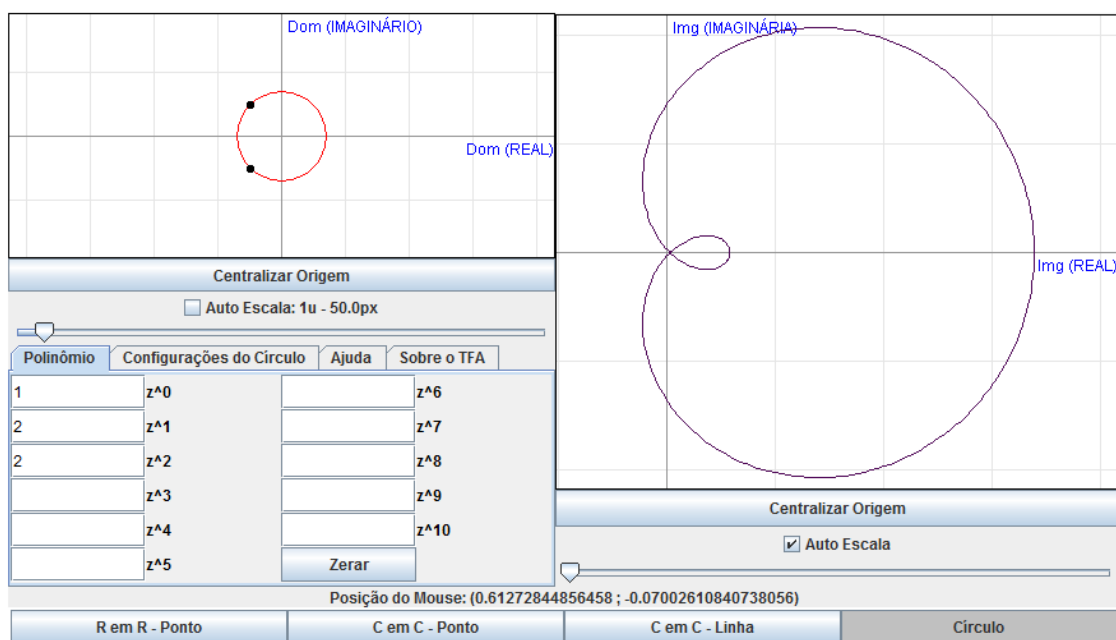 Dom (IMAGINÁRIO)
Dom (REAL)
Img (IMAGINÁRIA)
Img (REAL)
Centralizar Origem
Auto Escala: 1u - 50.0px
Polinômio Configurações do Círculo Ajuda Sobre o TFA
1 z^0 z^6
2 z^1 z^7
2 z^2 z^8
z^3 z^9
z^4 z^10
z^5 Zerar
Centralizar Origem
Auto Escala
Posição do Mouse: (0.61272844856458 ; -0.07002610840738056)
R em R - Ponto C em C - Ponto C em C - Linha Círculo